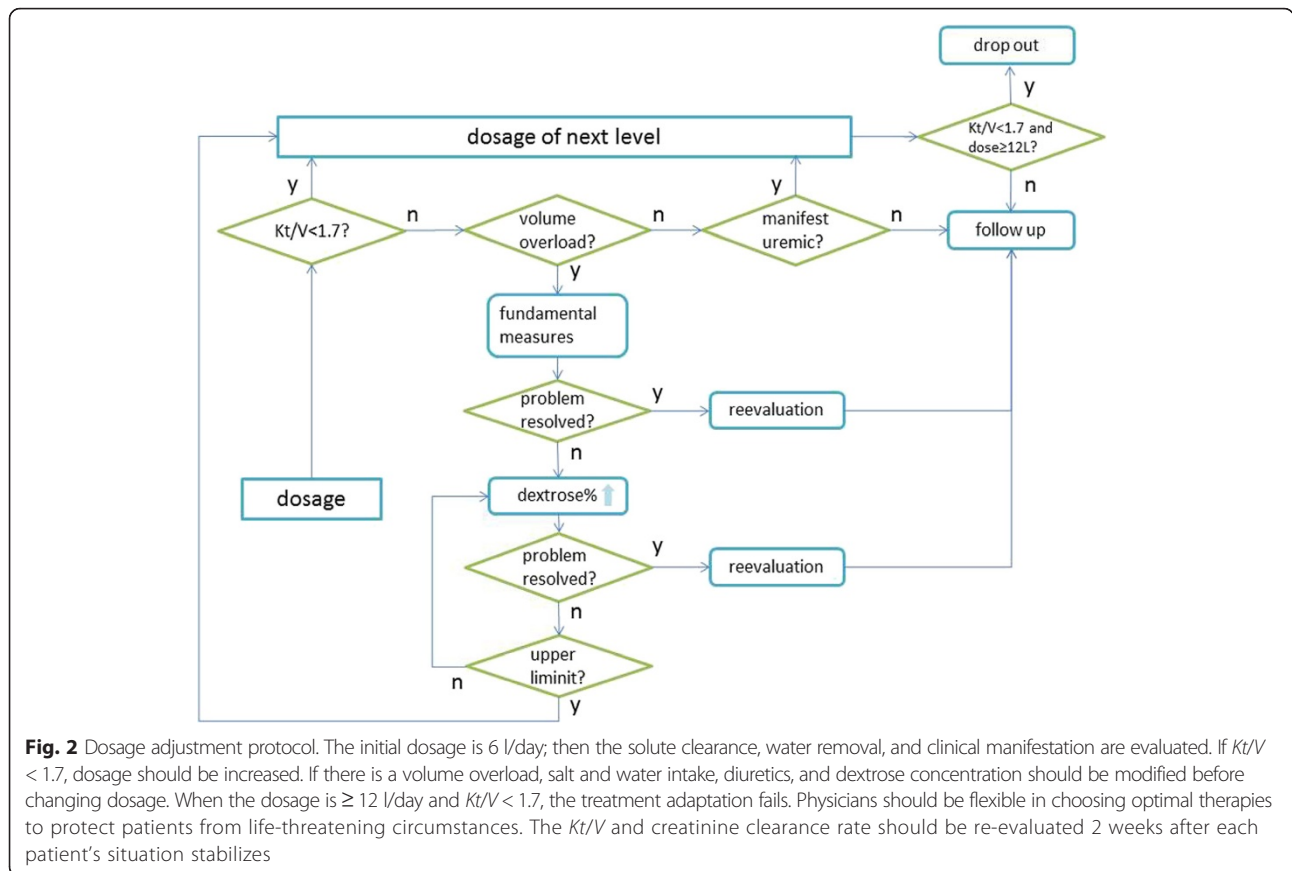 drop out
y
Kt/V<1.7 and
dose≥12L?
dosage of next level
n
y
y
Kt/V<1.7?
n
volume
overload?
n
manifest
uremic?
n
follow up
y
fundamental
measures
problem
resolved?
y
reevaluation
n
dosage
dextrose%
problem
resolved?
y
reevaluation
n
upper
liminit?
n
y
Fig. 2 Dosage adjustment protocol. The initial dosage is 6 l/day; then the solute clearance, water removal, and clinical manifestation are evaluated. If Kt/V
< 1.7, dosage should be increased. If there is a volume overload, salt and water intake, diuretics, and dextrose concentration should be modified before
changing dosage. When the dosage is ≥ 12 l/day and Kt/V < 1.7, the treatment adaptation fails. Physicians should be flexible in choosing optimal therapies
to protect patients from life-threatening circumstances. The Kt/V and creatinine clearance rate should be re-evaluated 2 weeks after each
patient's situation stabilizes